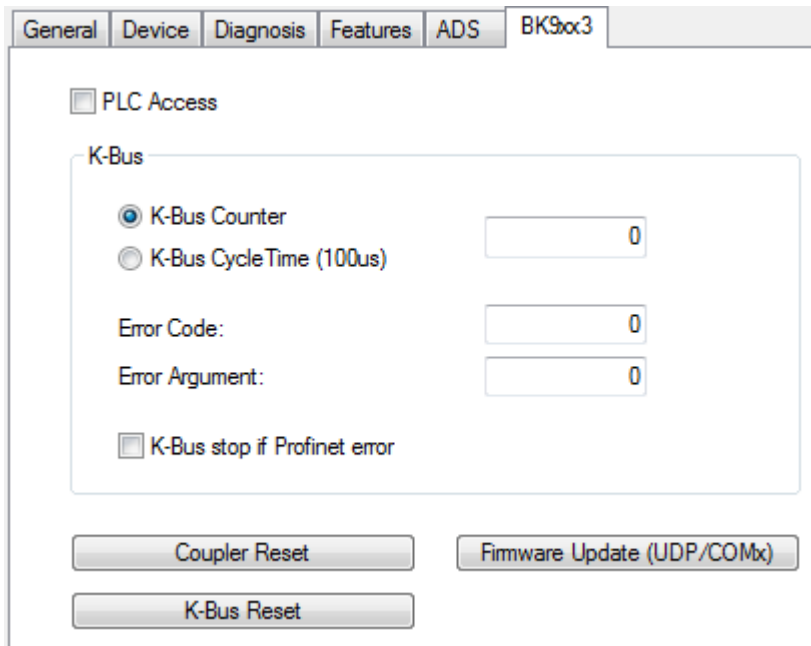 General Device Diagnosis Features ADS BK9xx3
PLC Access
K-Bus
K-Bus Counter
0
K-Bus CycleTime (100us)
Error Code: 0
Error Argument: 0
K-Bus stop if Profinet error
Coupler Reset Firmware Update (UDP/COMx)
K-Bus Reset